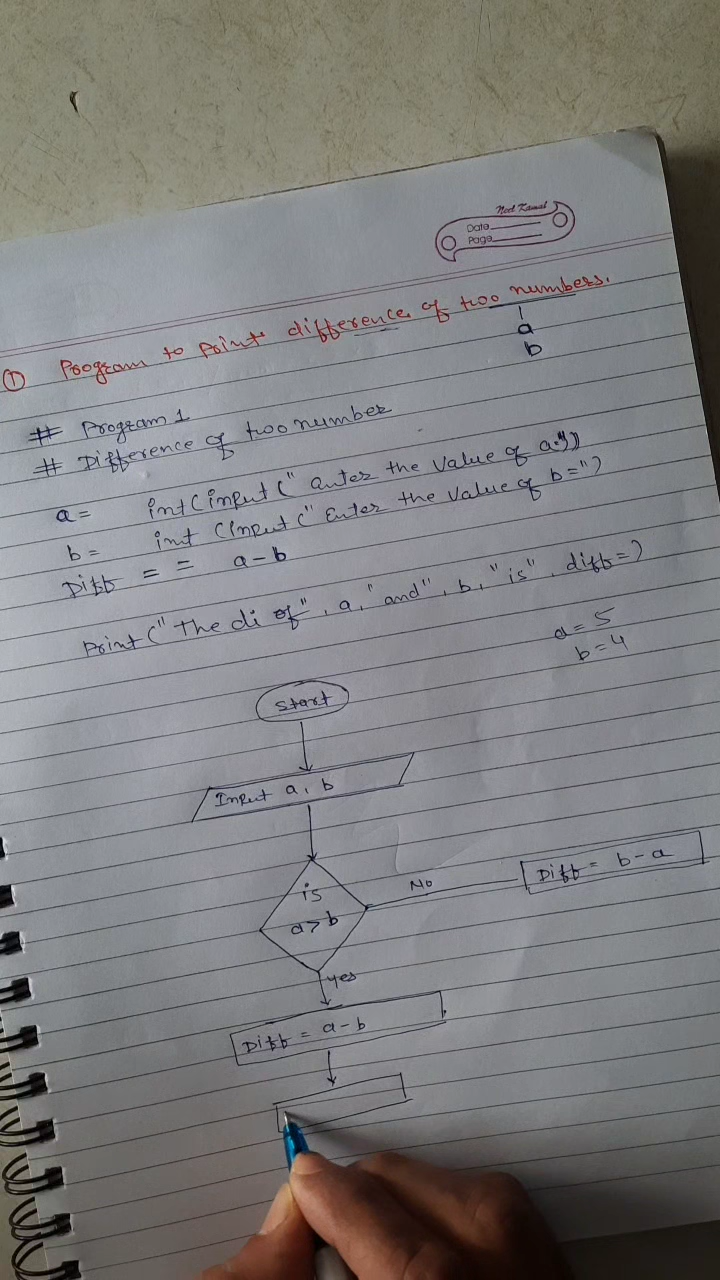 Neel Kamal
Date
Page
① Program to Print difference of two numbers.
a
b
# Program 1
# Difference of two number
a = int(input(" anter the value of a="))
b = int (input (" Enter the value of b=")
Diff = = a-b
Print (" The di of", a, "and", b, "is", diff=)
a=5
b=4
Start
Input a, b
is
a>b
No
Diff = b-a
yes
Diff = a-b